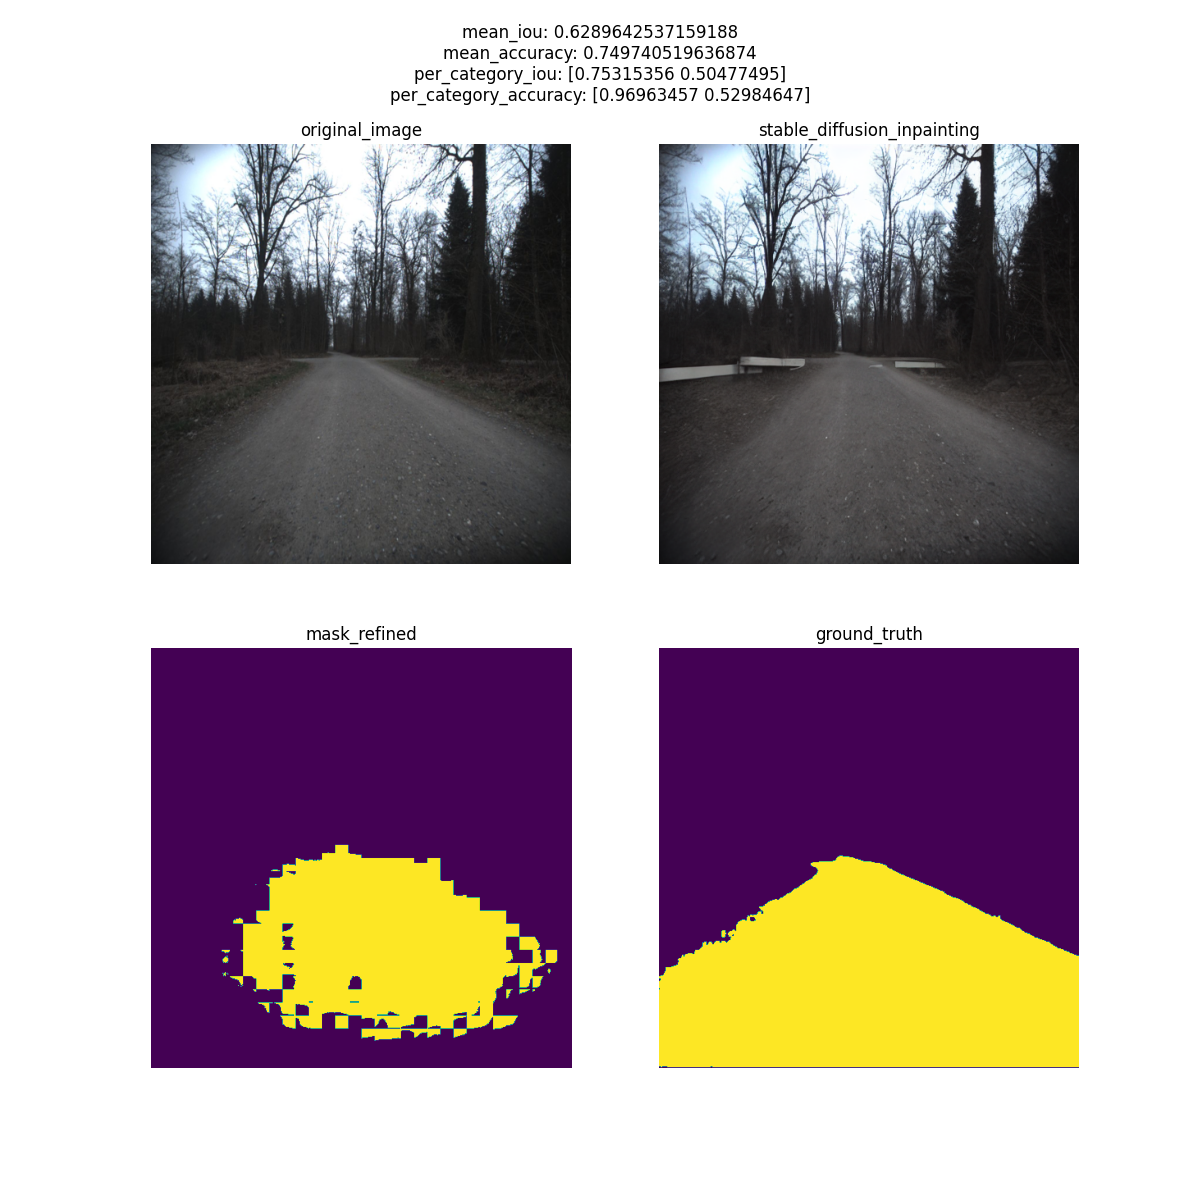 mean_iou: 0.6289642537159188
mean_accuracy: 0.749740519636874
per_category_iou: [0.75315356 0.50477495]
per_category_accuracy: [0.96963457 0.52984647]
original_image
stable_diffusion_inpainting
mask_refined
ground_truth